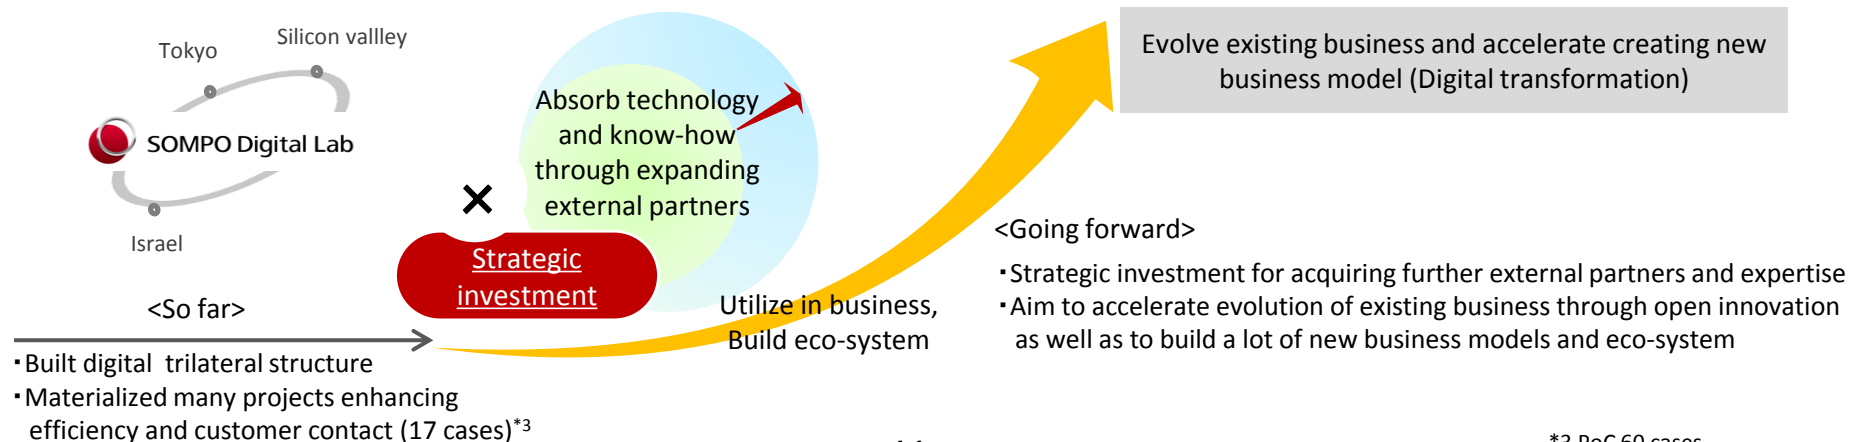 Tokyo
Silicon vallley
SOMPO Digital Lab
Israel
Absorb technology
and know-how
through expanding
external partners
×
Strategic
investment
Evolve existing business and accelerate creating new
business model (Digital transformation)
<So far>
・Built digital trilateral structure
・Materialized many projects enhancing
efficiency and customer contact (17 cases)*3
Utilize in business,
Build eco-system
<Going forward>
・Strategic investment for acquiring further external partners and expertise
・Aim to accelerate evolution of existing business through open innovation
as well as to build a lot of new business models and eco-system
*3 PoC 60 cases